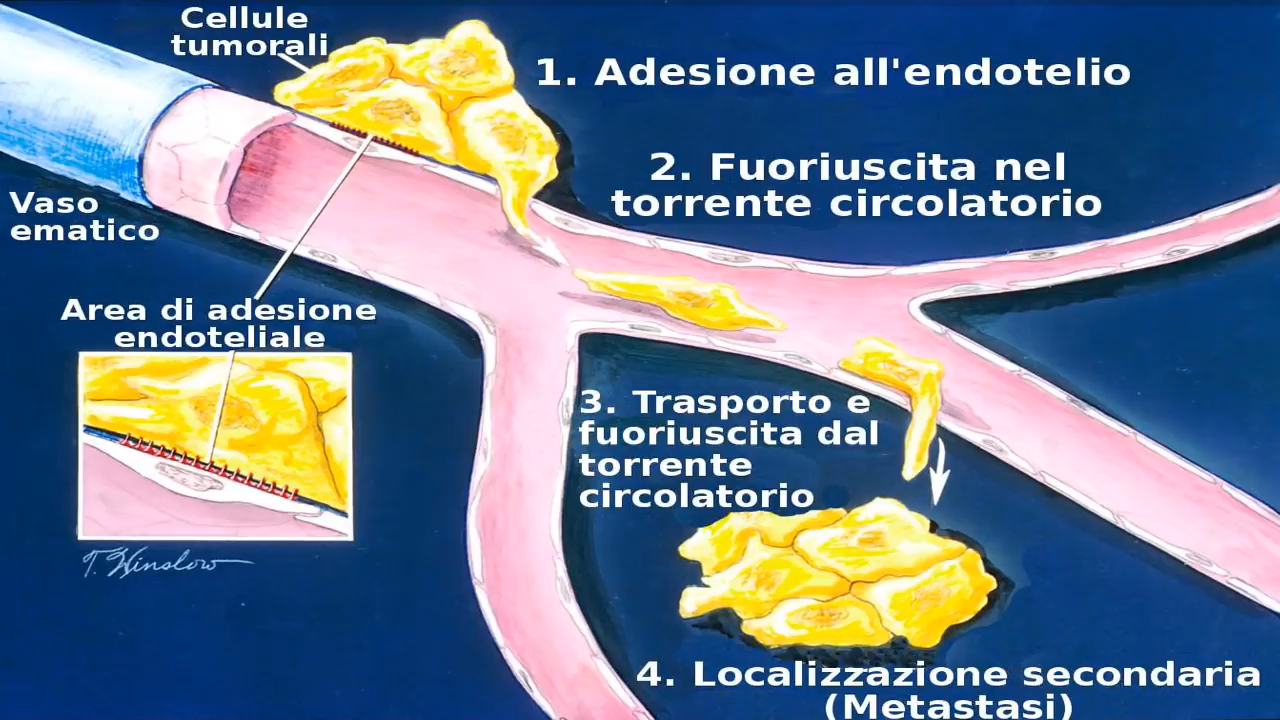 Cellule
tumorali
1. Adesione all'endotelio
2. Fuoriuscita nel
torrente circolatorio
Vaso
ematico
Area di adesione
endoteliale
3. Trasporto e
fuoriuscita dal
torrente
circolatorio
T. Winslow
4. Localizzazione secondaria
(Metastasi)